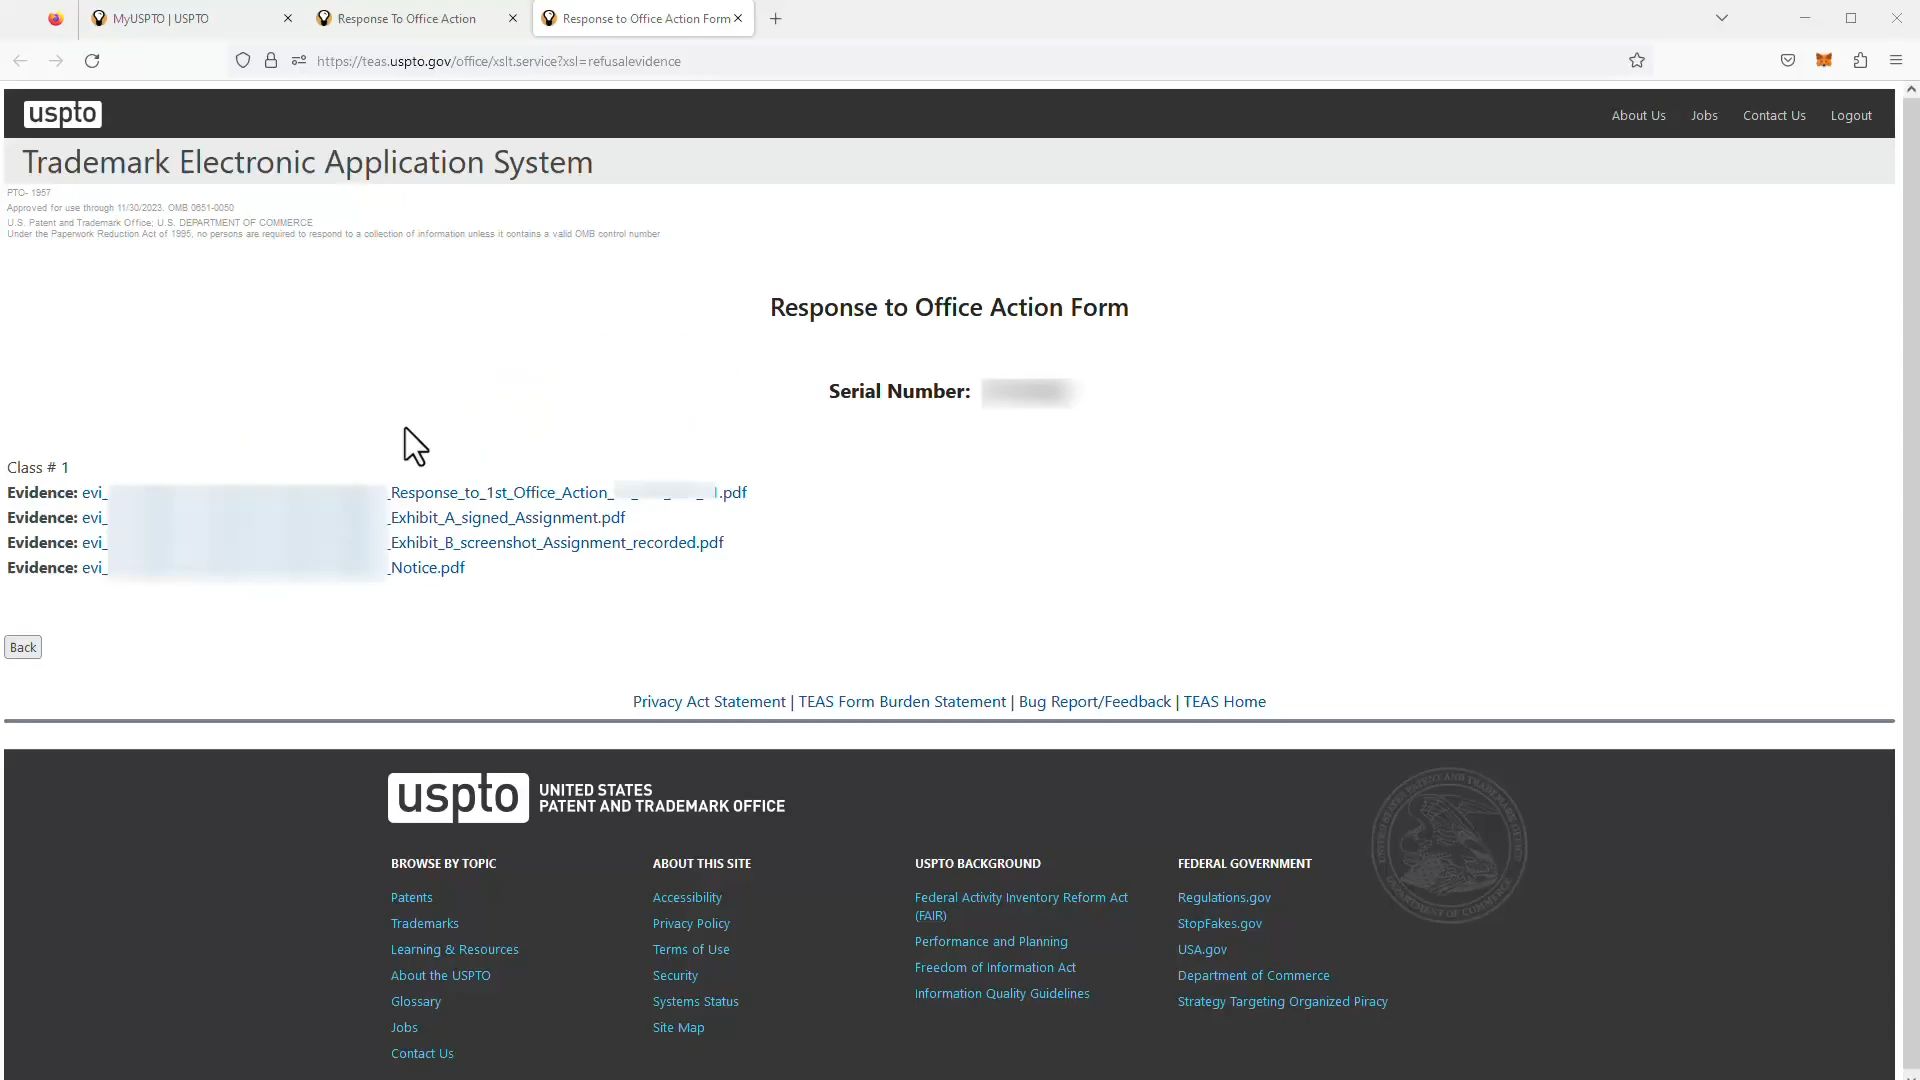 MyUSPTO | USPTO
Response To Office Action
Response to Office Action Form
https://teas.uspto.gov/office/xslt.service?xsl=refusalevidence
uspto
About Us
Jobs
Contact Us
Logout
Trademark Electronic Application System
PTO- 1957
Approved for use through 11/30/2023. OMB 0651-0050
U.S. Patent and Trademark Office; U.S. DEPARTMENT OF COMMERCE
Under the Paperwork Reduction Act of 1995, no persons are required to respond to a collection of information unless it contains a valid OMB control number
Response to Office Action Form
Serial Number:
Class # 1
Evidence: evi_ _Response_to_1st_Office_Action_ .pdf
Evidence: evi_ _Exhibit_A_signed_Assignment.pdf
Evidence: evi_ _Exhibit_B_screenshot_Assignment_recorded.pdf
Evidence: evi_ _Notice.pdf
Back
Privacy Act Statement | TEAS Form Burden Statement | Bug Report/Feedback | TEAS Home
uspto
UNITED STATES
PATENT AND TRADEMARK OFFICE
BROWSE BY TOPIC
Patents
Trademarks
Learning & Resources
About the USPTO
Glossary
Jobs
Contact Us
ABOUT THIS SITE
Accessibility
Privacy Policy
Terms of Use
Security
Systems Status
Site Map
USPTO BACKGROUND
Federal Activity Inventory Reform Act
(FAIR)
Performance and Planning
Freedom of Information Act
Information Quality Guidelines
FEDERAL GOVERNMENT
Regulations.gov
StopFakes.gov
USA.gov
Department of Commerce
Strategy Targeting Organized Piracy